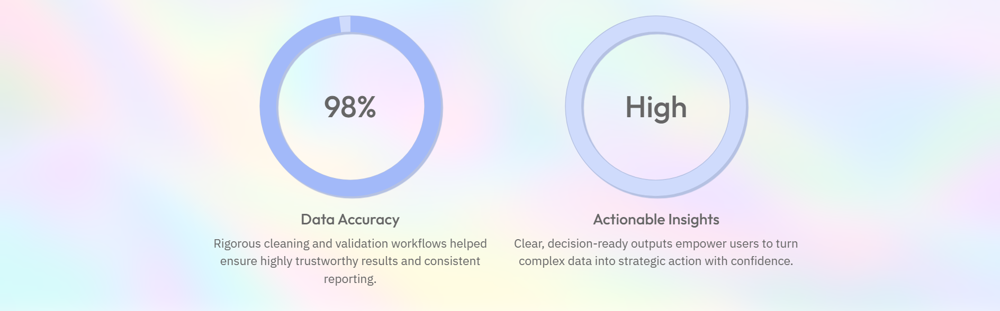 98%
High
Data Accuracy
Rigorous cleaning and validation workflows helped
ensure highly trustworthy results and consistent
reporting.
Actionable Insights
Clear, decision-ready outputs empower users to turn
complex data into strategic action with confidence.